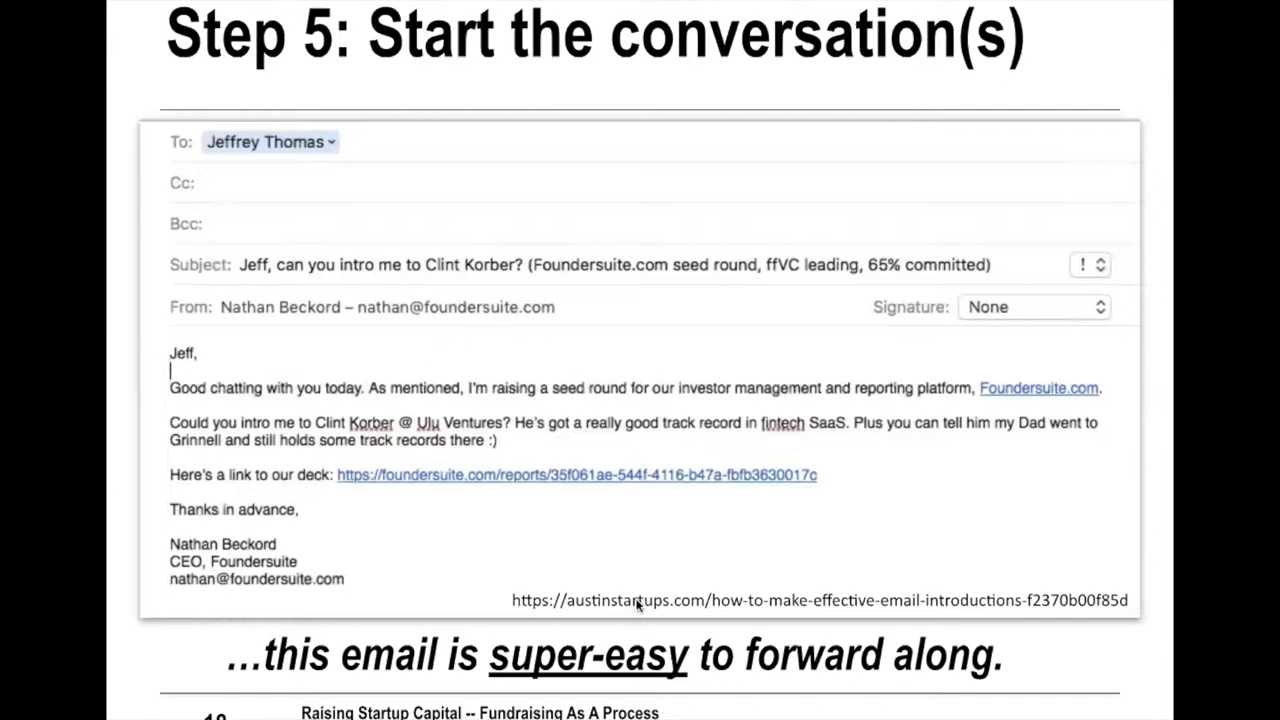 Step 5: Start the conversation(s)
To: Jeffrey Thomas
Cc:
Bcc:
Subject: Jeff, can you intro me to Clint Korber? (Foundersuite.com seed round, ffVC leading, 65% committed) !
From: Nathan Beckord – nathan@foundersuite.com Signature: None
Jeff,
Good chatting with you today. As mentioned, I'm raising a seed round for our investor management and reporting platform, Foundersuite.com.
Could you intro me to Clint Korber @ Ulu Ventures? He's got a really good track record in fintech SaaS. Plus you can tell him my Dad went to
Grinnell and still holds some track records there :)
Here's a link to our deck: https://foundersuite.com/reports/35f061ae-544f-4116-b47a-fbfb3630017c
Thanks in advance,
Nathan Beckord
CEO, Foundersuite
nathan@foundersuite.com
https://austinstartups.com/how-to-make-effective-email-introductions-f2370b00f85d
...this email is super-easy to forward along.
Raising Startup Capital -- Fundraising As A Process